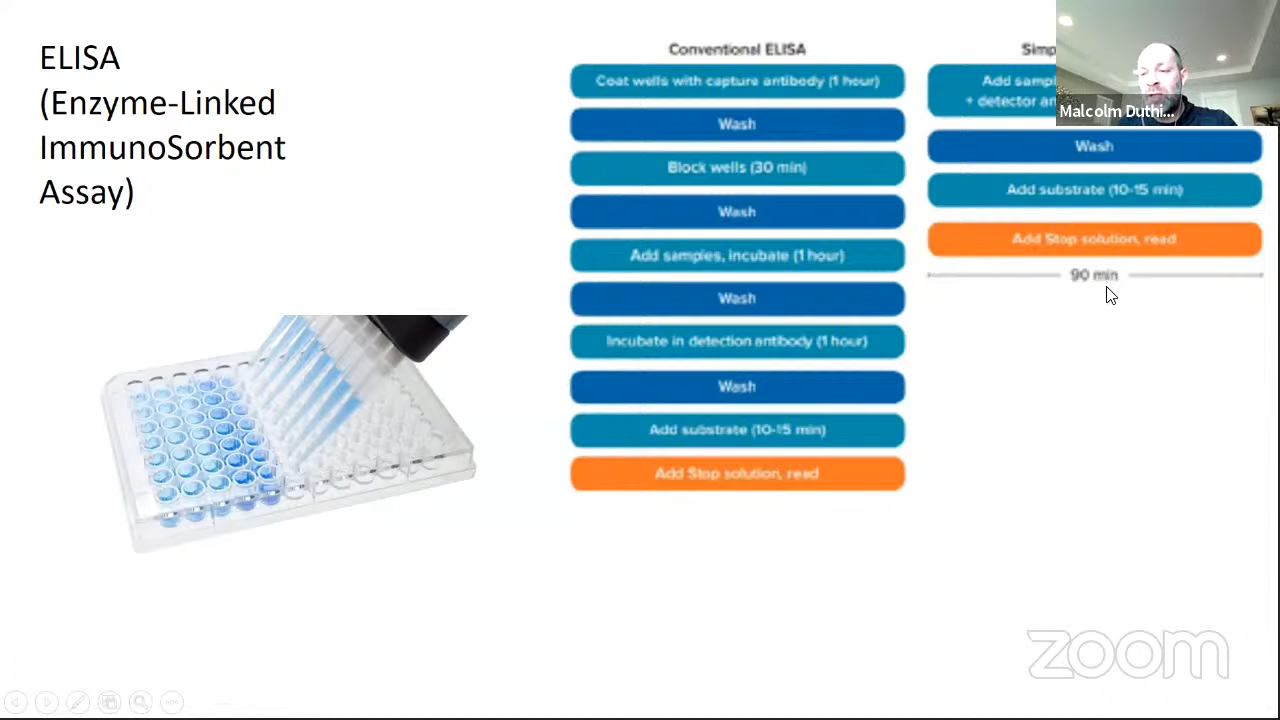 ELISA
(Enzyme-Linked
ImmunoSorbent
Assay)
Conventional ELISA
Coat wells with capture antibody (1 hour)
Wash
Block wells (30 min)
Wash
Add samples, incubate (1 hour)
Wash
Incubate in detection antibody (1 hour)
Wash
Add substrate (10-15 min)
Add Stop solution, read
Add
+ detector
Wash
Add substrate (10-15 min)
Add Stop solution, read
90 min
Malcolm Duthi...
zoom